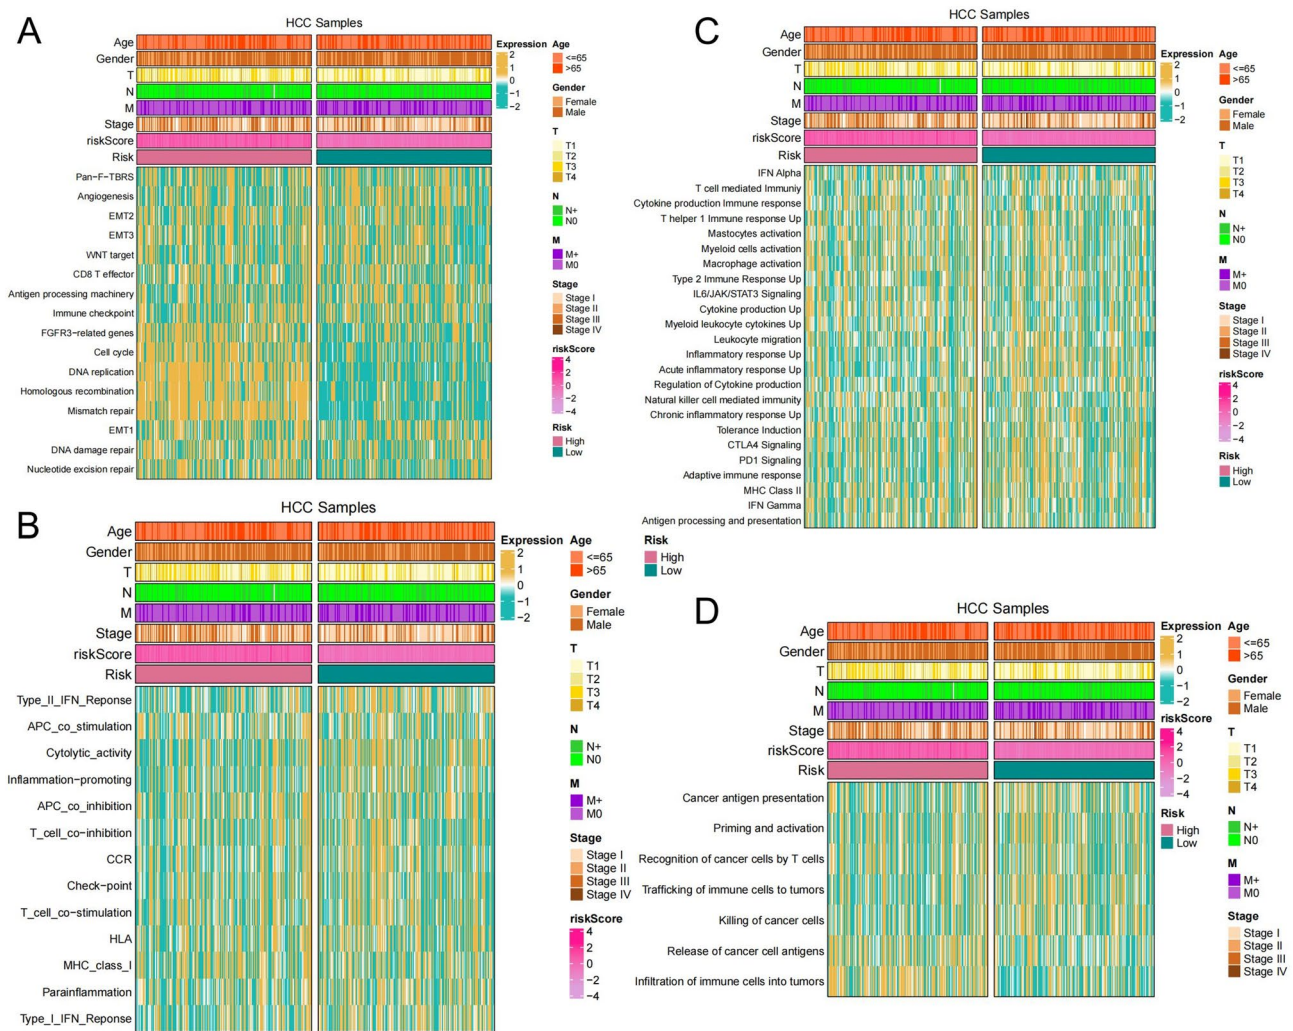 A
HCC Samples
Age
Gender
T
N
M
Stage
riskScore
Risk
Pan-F-TBRS
Angiogenesis
EMT2
EMT3
WNT target
CD8 T effector
Antigen processing machinery
Immune checkpoint
FGFR3-related genes
Cell cycle
DNA replication
Homologous recombination
Mismatch repair
EMT1
DNA damage repair
Nucleotide excision repair
Expression
2
1
0
−1
−2
Age
<=65
>65
Gender
Female
Male
T
T1
T2
T3
T4
N
N+
N0
M
M+
M0
Stage
Stage I
Stage II
Stage III
Stage IV
riskScore
4
2
0
−2
−4
Risk
High
Low
B
HCC Samples
Age
Gender
T
N
M
Stage
riskScore
Risk
Type_II_IFN_Reponse
APC_co_stimulation
Cytolytic_activity
Inflammation-promoting
APC_co_inhibition
T_cell_co-inhibition
CCR
Check-point
T_cell_co-stimulation
HLA
MHC_class_I
Parainflammation
Type_I_IFN_Reponse
Expression
2
1
0
−1
−2
Age
<=65
>65
Gender
Female
Male
T
T1
T2
T3
T4
N
N+
N0
M
M+
M0
Stage
Stage I
Stage II
Stage III
Stage IV
riskScore
4
2
0
−2
−4
Risk
High
Low
C
HCC Samples
Age
Gender
T
N
M
Stage
riskScore
Risk
IFN Alpha
T cell mediated Immuniy
Cytokine production Immune response
T helper 1 Immune response Up
Mastocytes activation
Myeloid cells activation
Macrophage activation
Type 2 Immune Response Up
IL6/JAK/STAT3 Signaling
Cytokine production Up
Myeloid leukocyte cytokines Up
Leukocyte migration
Inflammatory response Up
Acute inflammatory response Up
Regulation of Cytokine production
Natural killer cell mediated immunity
Chronic inflammatory response Up
Tolerance Induction
CTLA4 Signaling
PD1 Signaling
Adaptive immune response
MHC Class II
IFN Gamma
Antigen processing and presentation
Expression
2
1
0
−1
−2
Age
<=65
>65
Gender
Female
Male
T
T1
T2
T3
T4
N
N+
N0
M
M+
M0
Stage
Stage I
Stage II
Stage III
Stage IV
riskScore
4
2
0
−2
−4
Risk
High
Low
D
HCC Samples
Age
Gender
T
N
M
Stage
riskScore
Risk
Cancer antigen presentation
Priming and activation
Recognition of cancer cells by T cells
Trafficking of immune cells to tumors
Killing of cancer cells
Release of cancer cell antigens
Infiltration of immune cells into tumors
Expression
2
1
0
−1
−2
riskScore
4
2
0
−2
−4
Risk
High
Low
Age
<=65
>65
Gender
Female
Male
T
T1
T2
T3
T4
N
N+
N0
M
M+
M0
Stage
Stage I
Stage II
Stage III
Stage IV